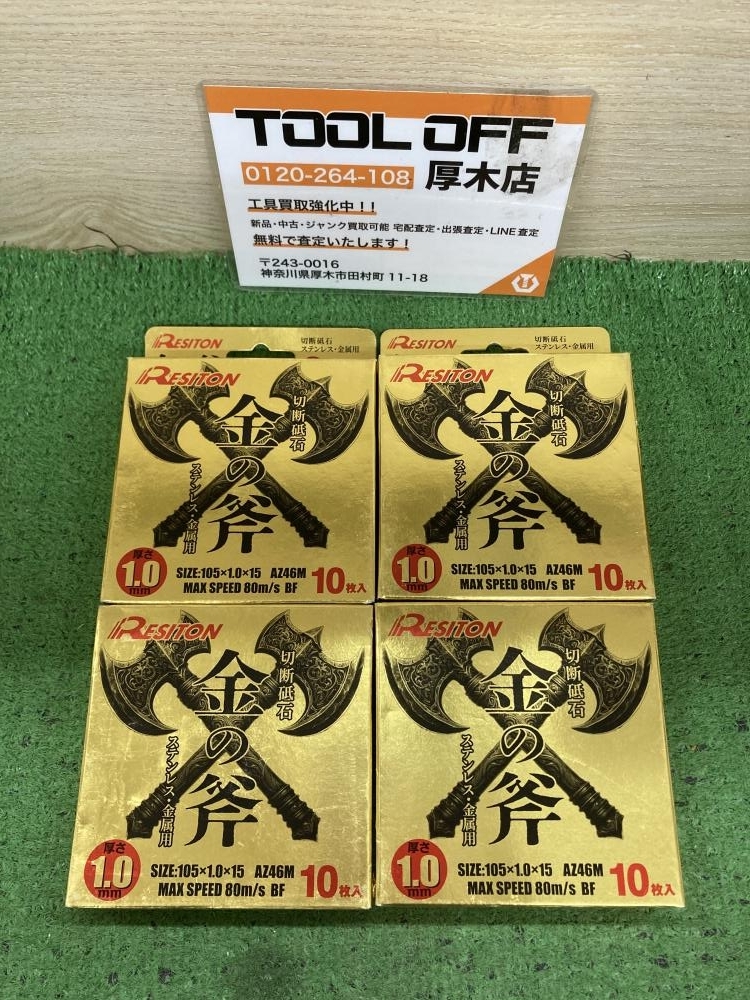 TOOL OFF
0120-264-108 厚木店
工具買取強化中！！
新品・中古・ジャンク買取可能 宅配査定・出張査定・LINE査定
無料で査定いたします！
〒243-0016
神奈川県厚木市田村町 11-18
RESITON
切断砥石
ステンレス・金属用
RESITON
切断砥石
ステンレス・金属用
RESITON
切断砥石
金の斧
ステンレス・金属用
厚さ
1.0
mm
SIZE:105×1.0×15 AZ46M
MAX SPEED 80m/s BF
10枚入
RESITON
切断砥石
金の斧
ステンレス・金属用
厚さ
1.0
mm
SIZE:105×1.0×15 AZ46M
MAX SPEED 80m/s BF
10枚入
RESITON
切断砥石
金の斧
ステンレス・金属用
厚さ
1.0
mm
SIZE:105×1.0×15 AZ46M
MAX SPEED 80m/s BF
10枚入
RESITON
切断砥石
金の斧
ステンレス・金属用
厚さ
1.0
mm
SIZE:105×1.0×15 AZ46M
MAX SPEED 80m/s BF
10枚入